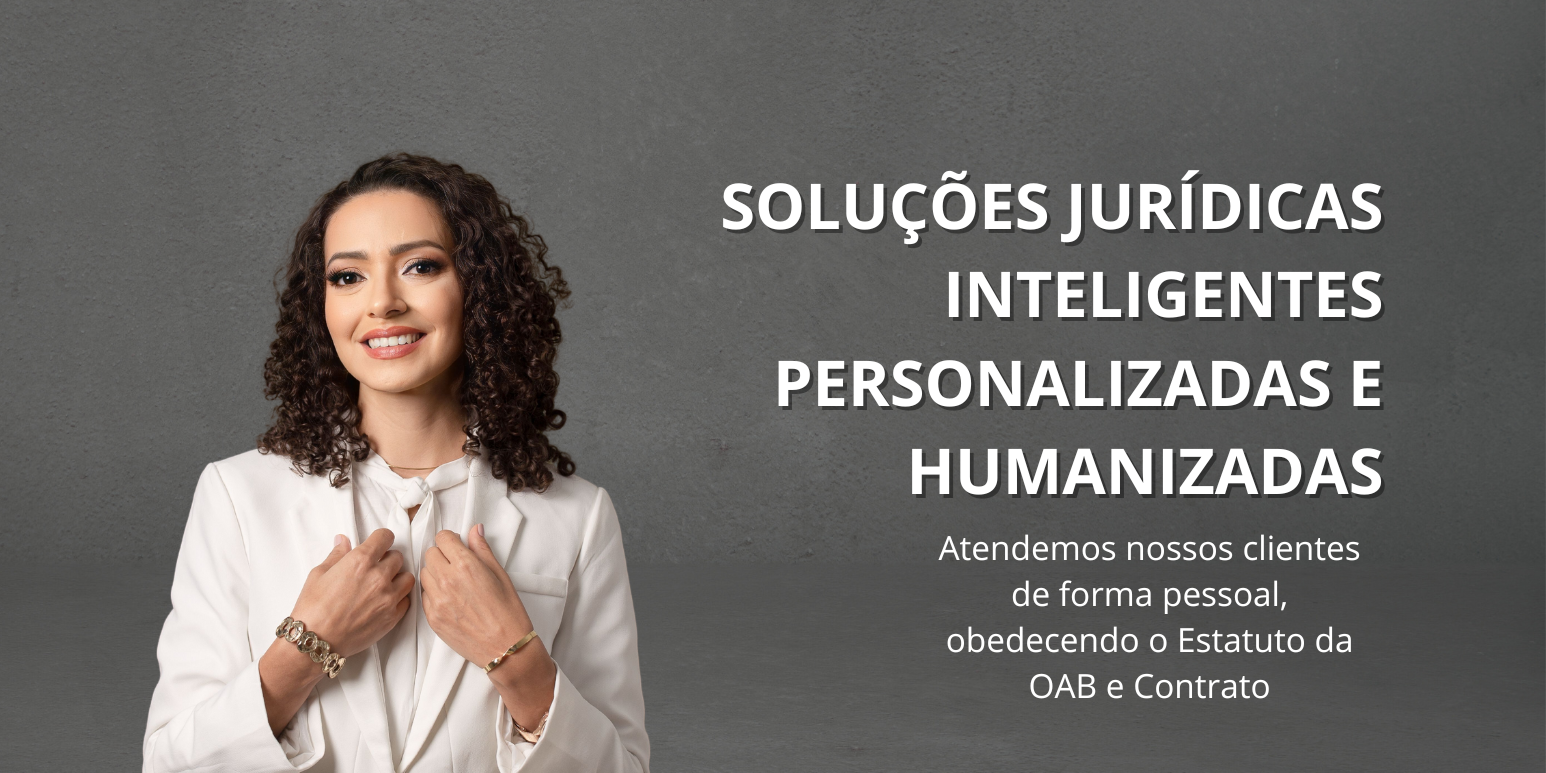 SOLUÇÕES JURÍDICAS
INTELIGENTES
PERSONALIZADAS E
HUMANIZADAS
Atendemos nossos clientes
de forma pessoal,
obedecendo o Estatuto da
OAB e Contrato